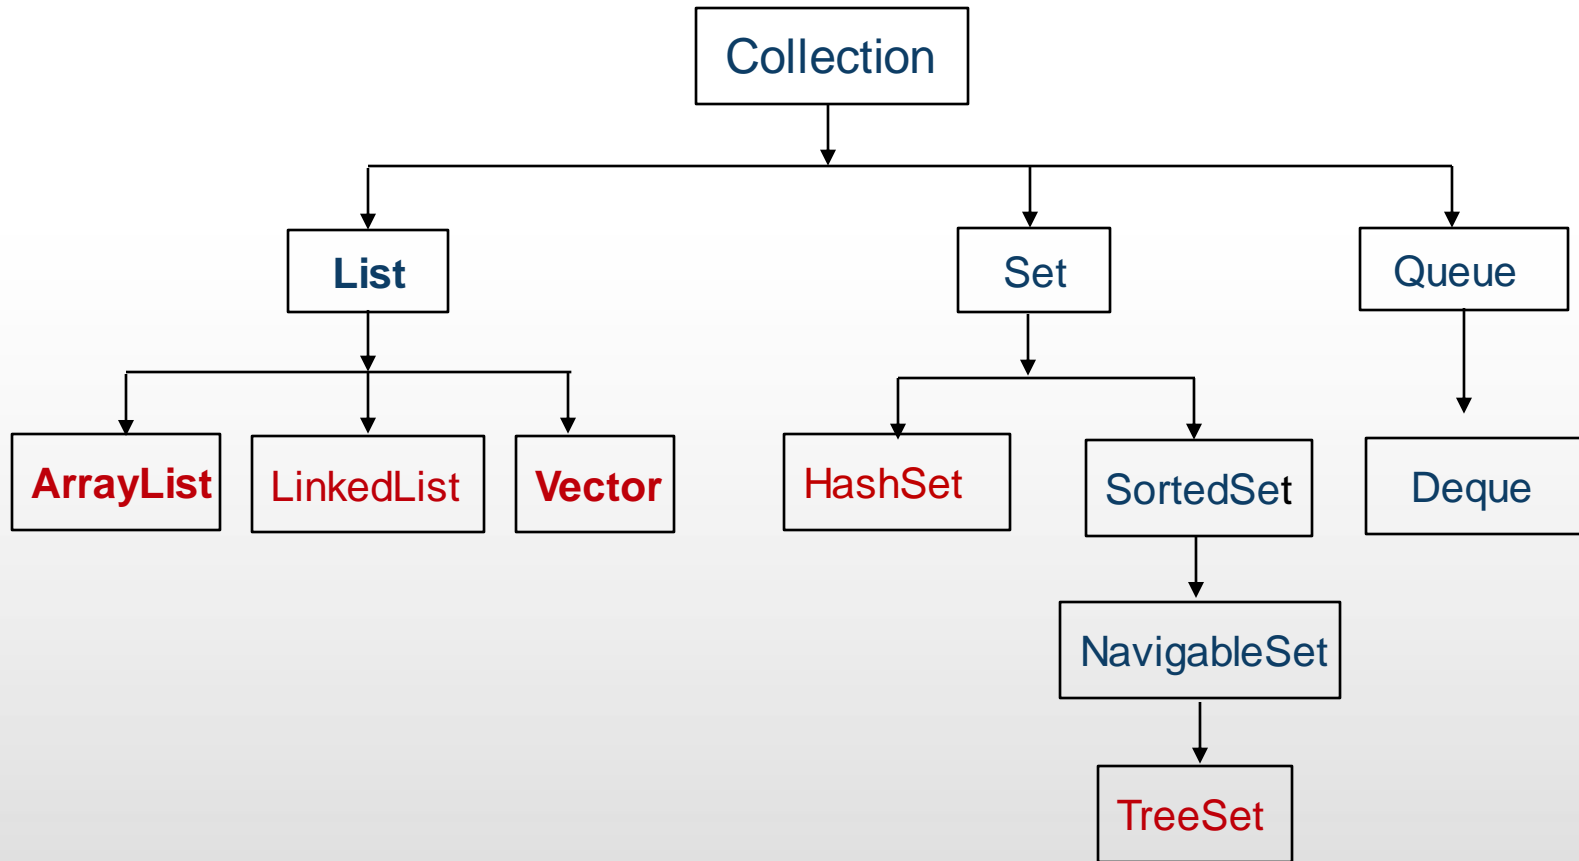 Collection
List
Set
Queue
ArrayList
LinkedList
Vector
HashSet
SortedSet
Deque
NavigableSet
TreeSet